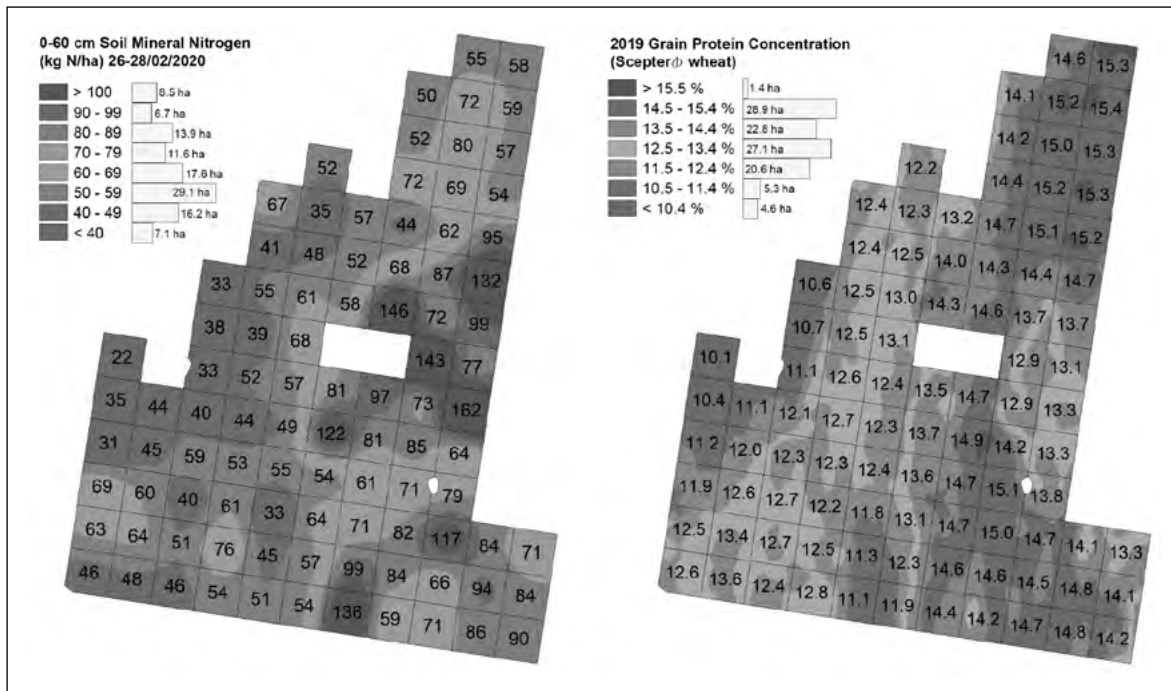 0-60 cm Soil Mineral Nitrogen
(kg N/ha) 26-28/02/2020
> 100 8.5 ha
90 - 99 6.7 ha
80 - 89 13.9 ha
70 - 79 11.6 ha
60 - 69 17.6 ha
50 - 59 29.1 ha
40 - 49 16.2 ha
< 40 7.1 ha
55 58
50 72 59
52 80 57
52 72 69 54
67 35 57 44 62 95
41 48 52 68 87 132
33 55 61 58 146 72 99
38 39 68 143 77
22 33 52 57 81 97 73 162
35 44 40 44 49 122 81 85 64
31 45 59 53 55 54 61 71 79
69 60 40 61 33 64 71 82 117 84 71
63 64 51 76 45 57 99 84 66 94 84
46 48 46 54 51 54 136 59 71 86 90
2019 Grain Protein Concentration
(Scepterϕ wheat)
> 15.5 % 1.4 ha
14.5 - 15.4 % 28.9 ha
13.5 - 14.4 % 22.8 ha
12.5 - 13.4 % 27.1 ha
11.5 - 12.4 % 20.6 ha
10.5 - 11.4 % 5.3 ha
< 10.4 % 4.6 ha
14.6 15.3
14.1 15.2 15.4
14.2 15.0 15.3
12.2 14.4 15.2 15.3
12.4 12.3 13.2 14.7 15.1 15.2
12.4 12.5 14.0 14.3 14.4 14.7
10.6 12.5 13.0 14.3 14.6 13.7 13.7
10.7 12.5 13.1 12.9 13.1
10.1 11.1 12.6 12.4 13.5 14.7 12.9 13.3
10.4 11.1 12.1 12.7 12.3 13.7 14.9 14.2 13.3
11.2 12.0 12.3 12.3 12.4 13.6 14.7 15.1 13.8
11.9 12.6 12.7 12.2 11.8 13.1 14.7 15.0 14.7 14.1 13.3
12.5 13.4 12.7 12.5 11.3 12.3 14.6 14.6 14.5 14.8 14.1
12.6 13.6 12.4 12.8 11.1 11.9 14.4 14.2 14.7 14.8 14.2